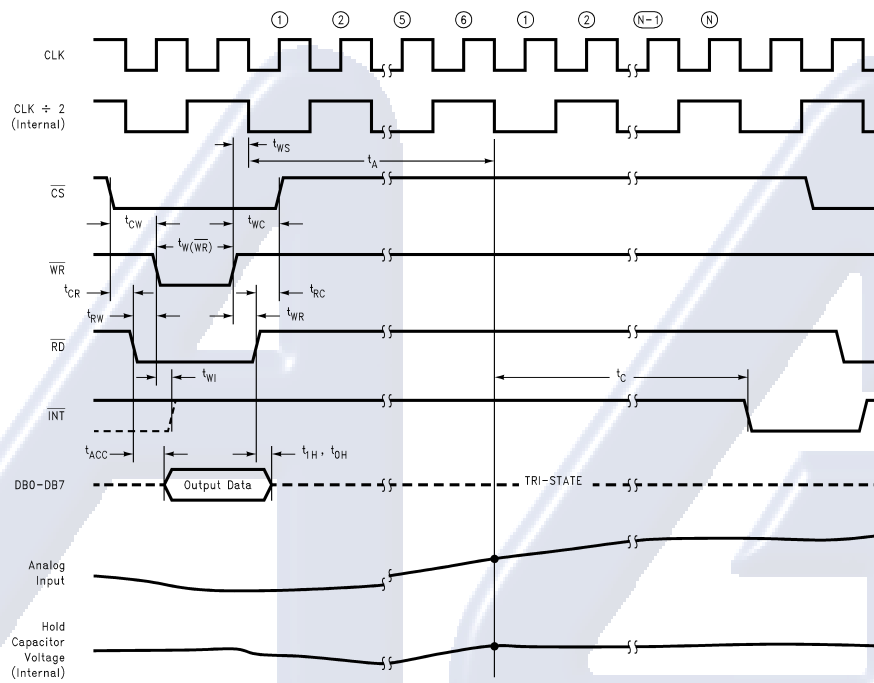 ① ② ⑤ ⑥ ① ② N-1 N
CLK
CLK ÷ 2
(Internal)
tWS
tA
CS
tCW
tWC
tW(WR)
WR
tCR
tRC
tRW
tWR
RD
tWI
tC
INT
tACC
t1H, t0H
DB0-DB7
Output Data
TRI-STATE
Analog
Input
Hold
Capacitor
Voltage
(Internal)